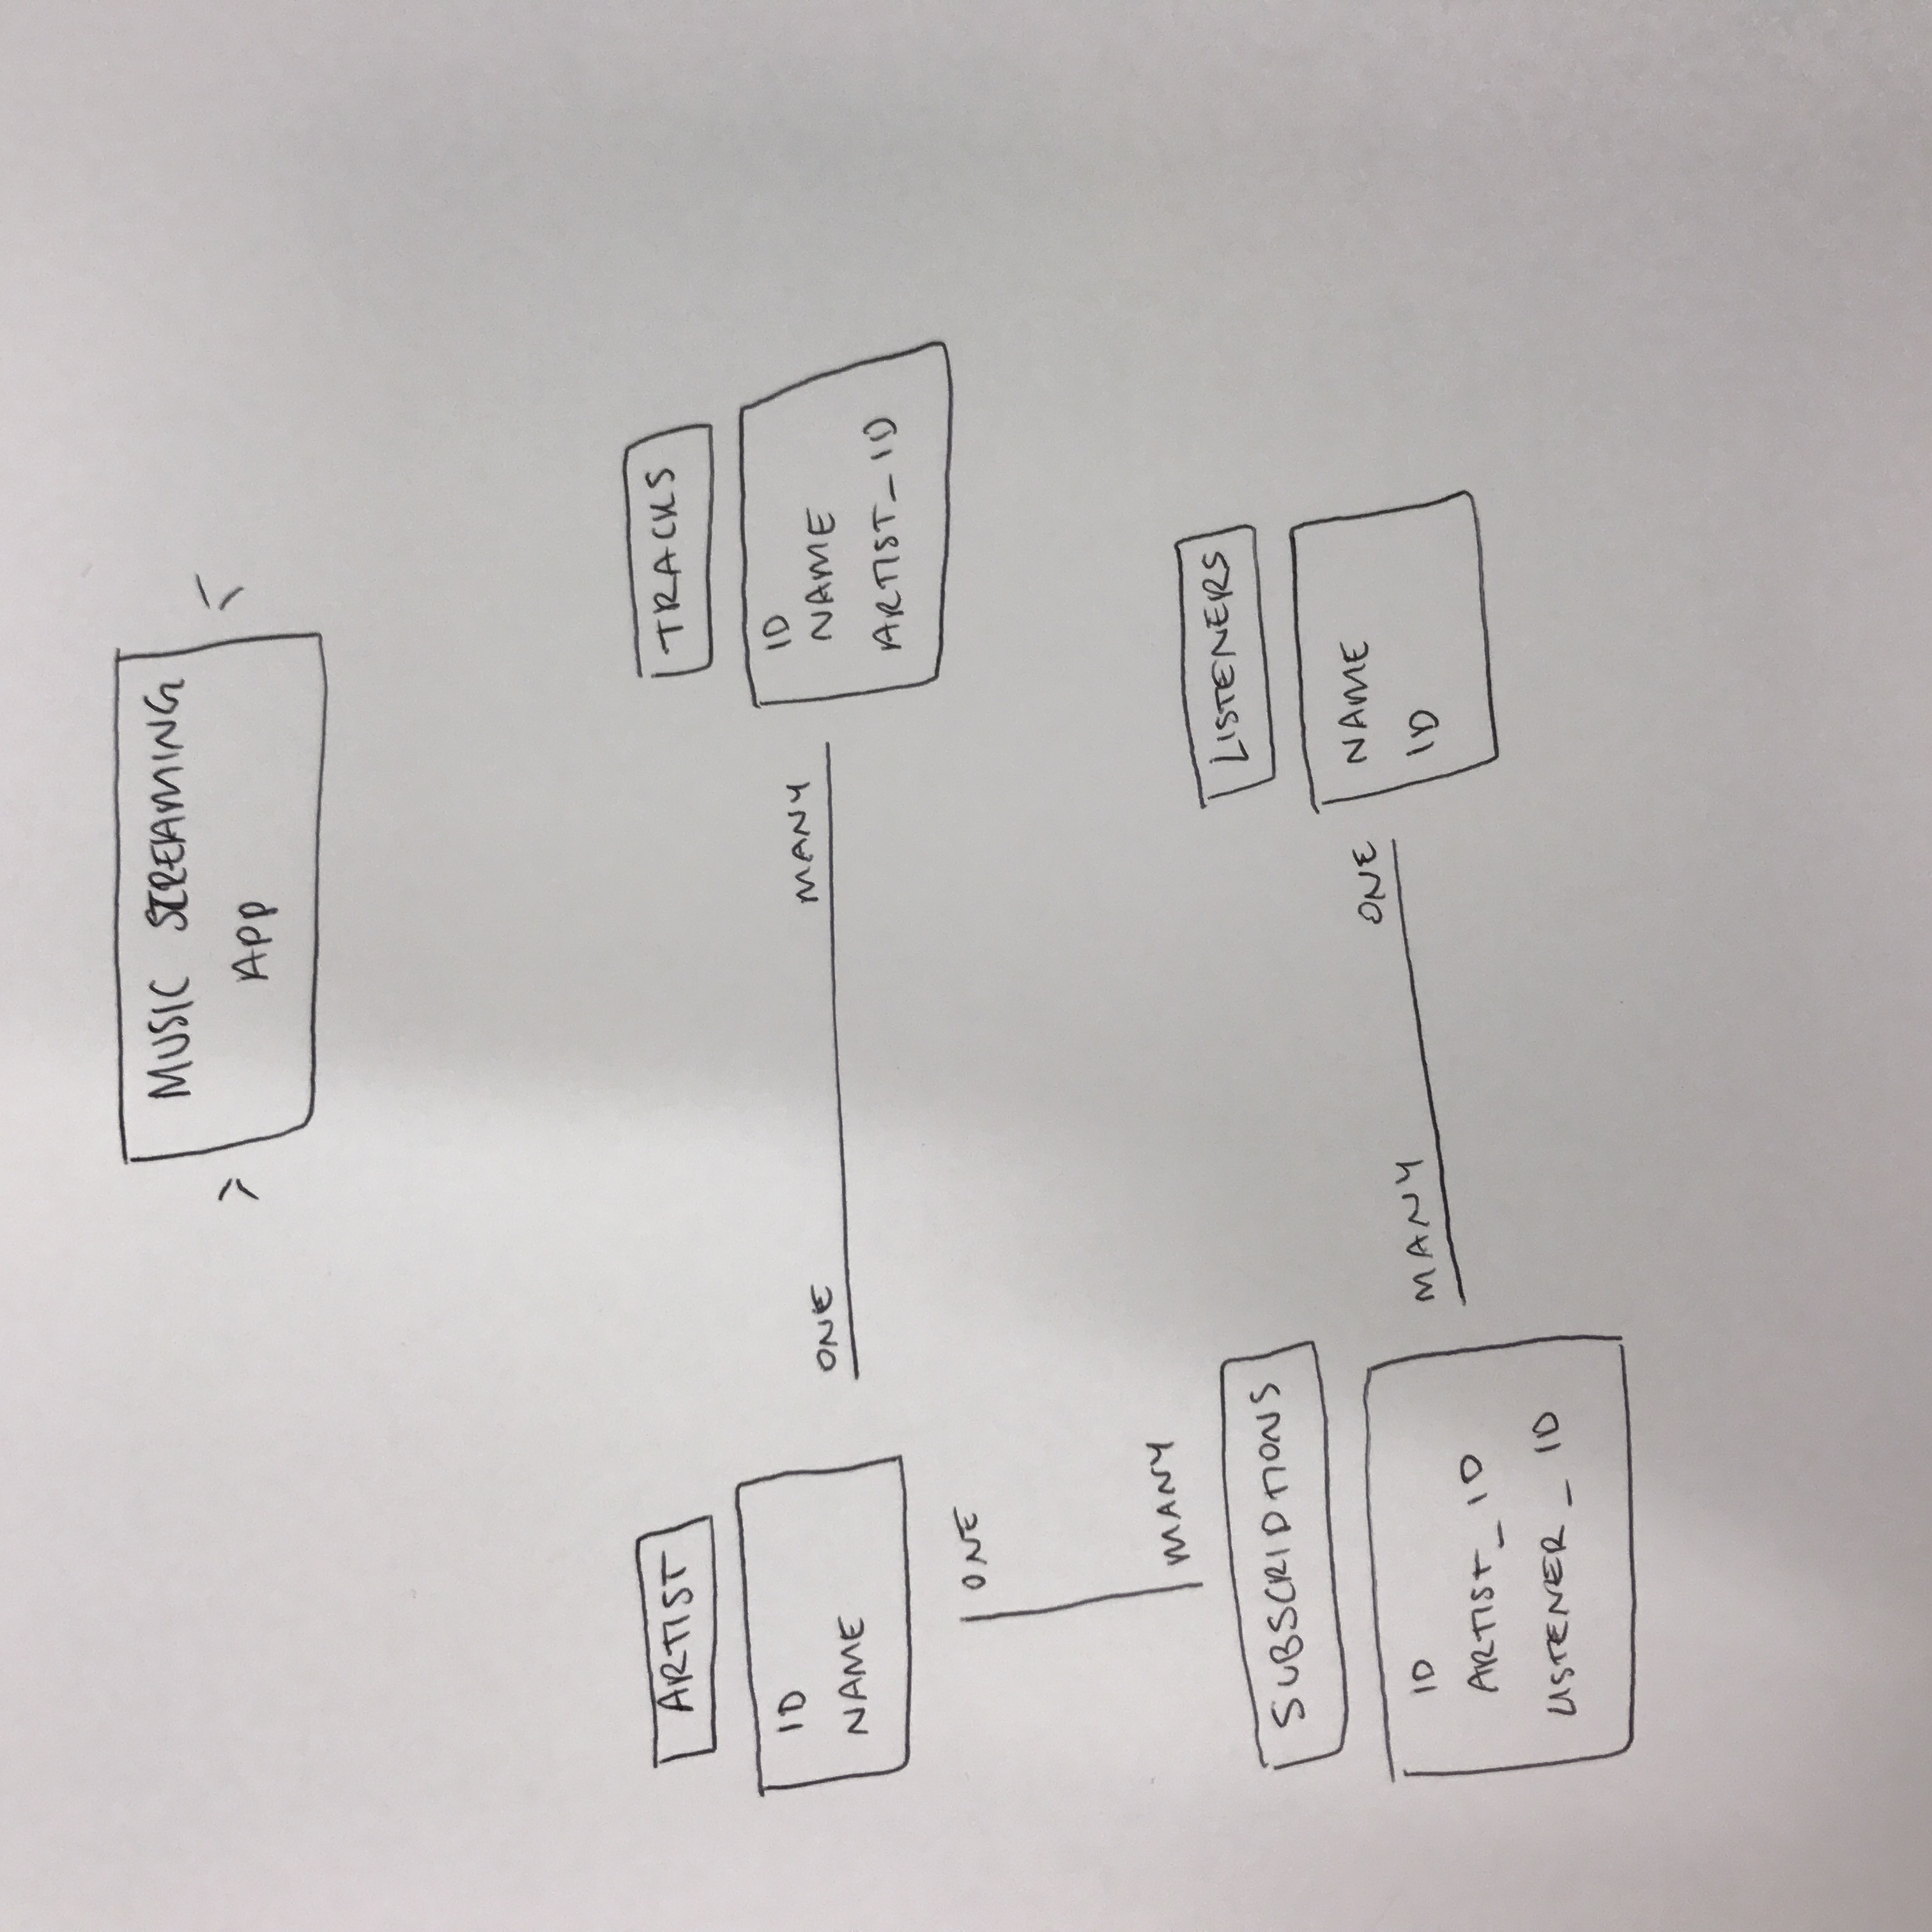 MUSIC STREAMING
APP
ARTIST
ID
NAME
ONE
MANY
TRACKS
ID
NAME
ARTIST_ID
ONE
MANY
SUBSCRIPTIONS
ID
ARTIST_ID
LISTENER_ID
MANY
ONE
LISTENERS
NAME
ID